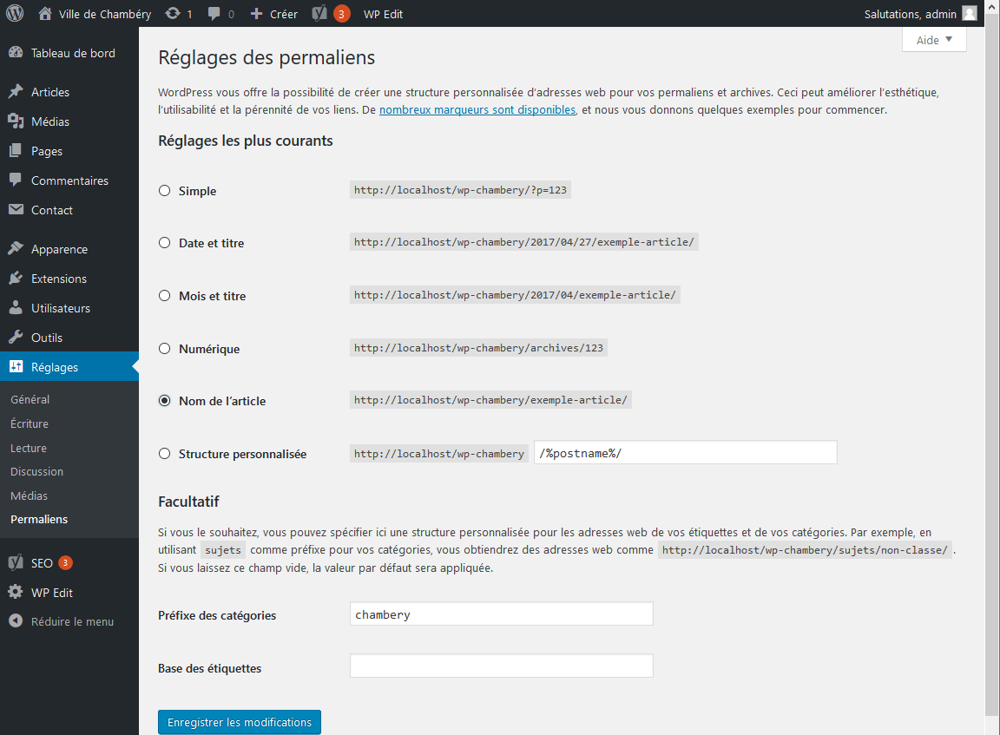 Ville de Chambéry 1 0 Créer 3 WP Edit Salutations, admin
Aide
Tableau de bord
Articles
Médias
Pages
Commentaires
Contact
Apparence
Extensions
Utilisateurs
Outils
Réglages
Général
Écriture
Lecture
Discussion
Médias
Permaliens
SEO 3
WP Edit
Réduire le menu
Réglages des permaliens
WordPress vous offre la possibilité de créer une structure personnalisée d’adresses web pour vos permaliens et archives. Ceci peut améliorer l’esthétique,
l’utilisabilité et la pérennité de vos liens. De nombreux marqueurs sont disponibles, et nous vous donnons quelques exemples pour commencer.
Réglages les plus courants
Simple http://localhost/wp-chambery/?p=123
Date et titre http://localhost/wp-chambery/2017/04/27/exemple-article/
Mois et titre http://localhost/wp-chambery/2017/04/exemple-article/
Numérique http://localhost/wp-chambery/archives/123
Nom de l’article http://localhost/wp-chambery/exemple-article/
Structure personnalisée http://localhost/wp-chambery /%postname%/
Facultatif
Si vous le souhaitez, vous pouvez spécifier ici une structure personnalisée pour les adresses web de vos étiquettes et de vos catégories. Par exemple, en
utilisant sujets comme préfixe pour vos catégories, vous obtiendrez des adresses web comme http://localhost/wp-chambery/sujets/non-classe/ .
Si vous laissez ce champ vide, la valeur par défaut sera appliquée.
Préfixe des catégories chambery
Base des étiquettes
Enregistrer les modifications